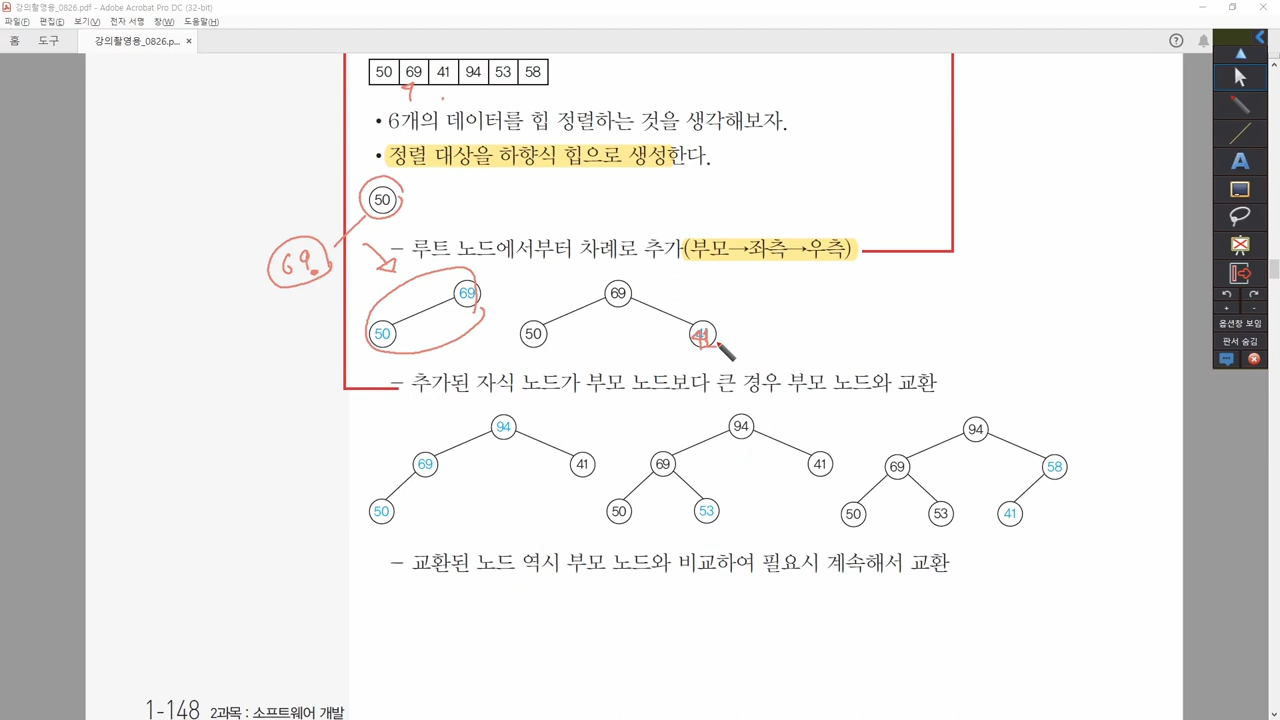 강의촬영용_0826.pdf - Adobe Acrobat Pro DC (32-bit)
파일(F) 편집(E) 보기(V) 전자 서명 창(W) 도움말(H)
홈 도구 강의촬영용_0826.p... ×
50 69 41 94 53 58
• 6개의 데이터를 힙 정렬하는 것을 생각해보자.
• 정렬 대상을 하향식 힙으로 생성한다.
50
69
– 루트 노드에서부터 차례로 추가(부모→좌측→우측)
69
50
69
50 41
– 추가된 자식 노드가 부모 노드보다 큰 경우 부모 노드와 교환
94
69 41
50
94
69 41
50 53
94
69 58
50 53 41
– 교환된 노드 역시 부모 노드와 비교하여 필요시 계속해서 교환
1-148 2과목 : 소프트웨어 개발
A
- +
옵션창 보임
판서 숨김